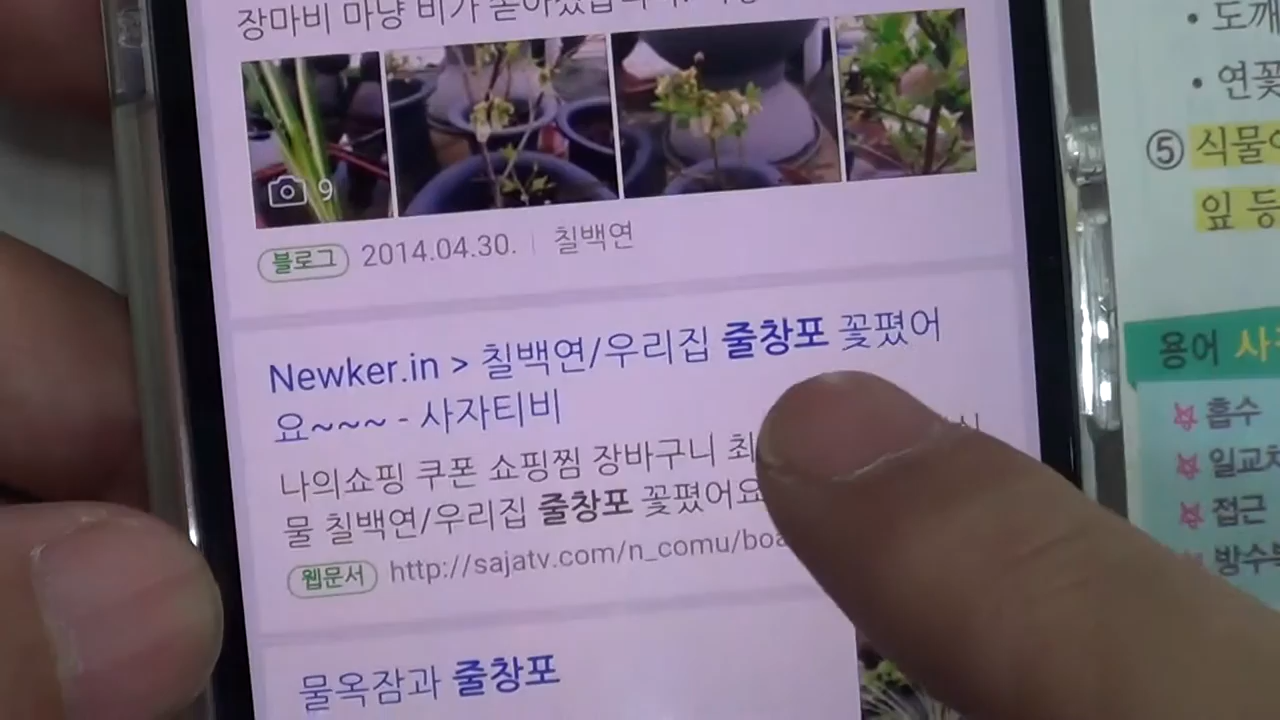 장마비 마냥 비가
9
블로그 2014.04.30. 칠백연
Newker.in > 칠백연/우리집 줄창포 꽃폈어
요~~~ - 사자티비
나의쇼핑 쿠폰 쇼핑찜 장바구니 최
물 칠백연/우리집 줄창포 꽃폈어요
웹문서 http://sajatv.com/n_comu/boa
물옥잠과 줄창포
• 도깨
• 연꽃
⑤ 식물
잎 등
용어 사
흡수
일교차
접근
방수